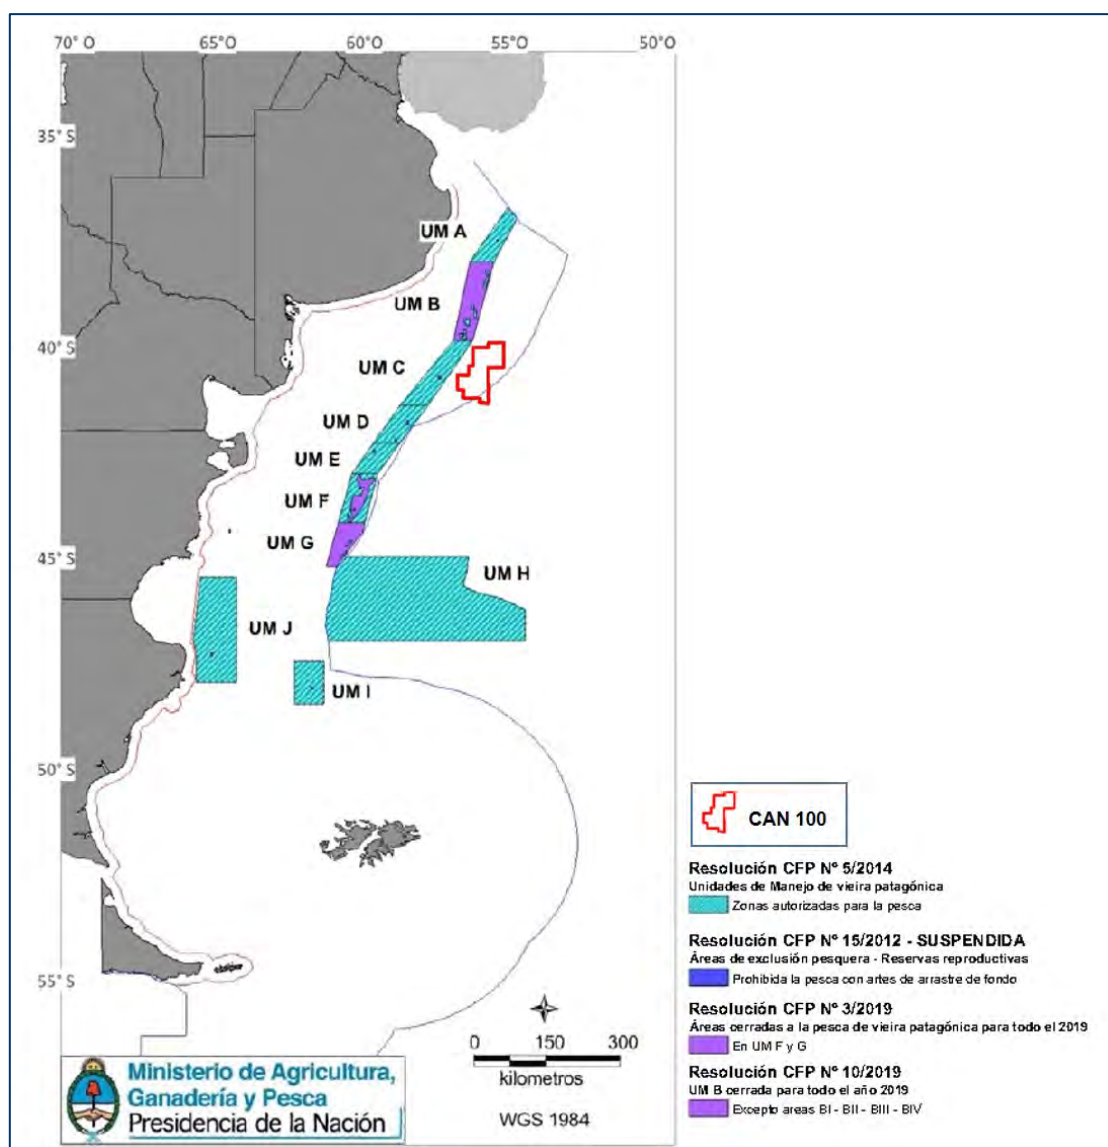 70° O 65°O 60°O 55°O 50°O
35° S
40° S
45° S
50° S
55° S
UM A
UM B
UM C
UM D
UM E
UM F
UM G
UM H
UM J
UM I
CAN 100
Resolución CFP Nº 5/2014
Unidades de Manejo de vieira patagónica
Zonas autorizadas para la pesca
Resolución CFP Nº 15/2012 - SUSPENDIDA
Áreas de exclusión pesquera - Reservas reproductivas
Prohibida la pesca con artes de arrastre de fondo
Resolución CFP Nº 3/2019
Áreas cerradas a la pesca de vieira patagónica para todo el 2019
En UM F y G
Resolución CFP Nº 10/2019
UM B cerrada para todo el año 2019
Excepto areas BI - BII - BIII - BIV
0 150 300
kilometros
WGS 1984
Ministerio de Agricultura,
Ganadería y Pesca
Presidencia de la Nación